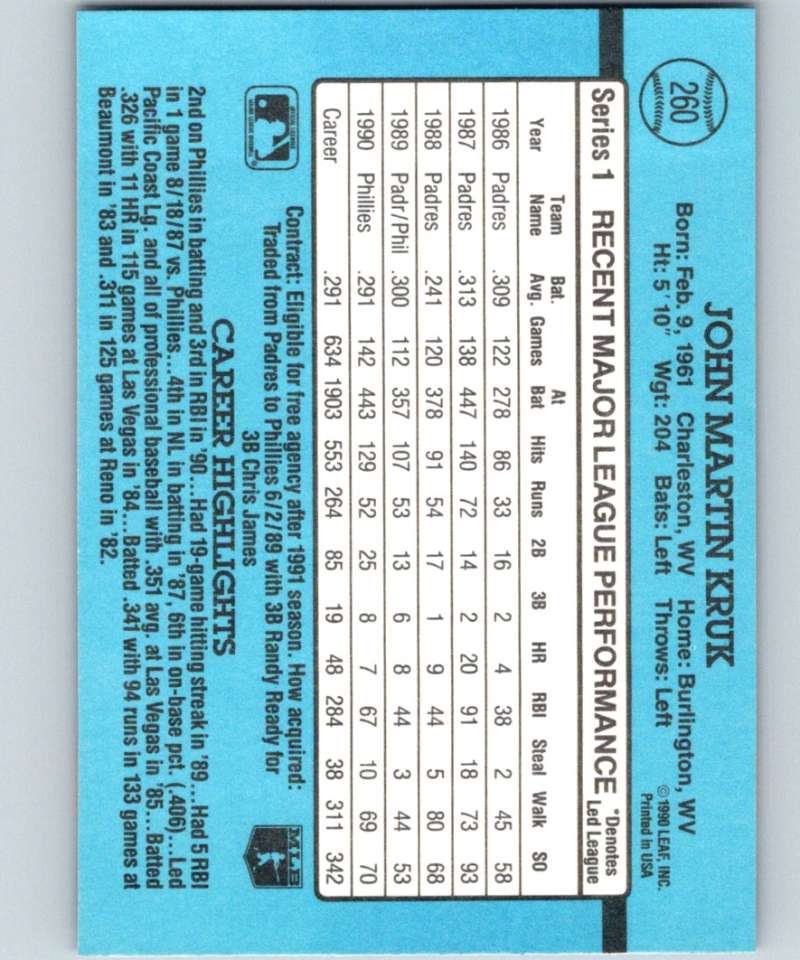 260
JOHN MARTIN KRUK
Born: Feb. 9, 1961 Charleston, WV Home: Burlington, WV
Ht: 5' 10" Wgt: 204 Bats: Left Throws: Left
©1990 LEAF, INC.
Printed in USA
Series 1 RECENT MAJOR LEAGUE PERFORMANCE *Denotes
Led League
Year Team Name Bat. Avg. Games At Bat Hits Runs 2B 3B HR RBI Steal Walk SO
1986 Padres .309 122 278 86 33 16 2 4 38 2 45 58
1987 Padres .313 138 447 140 72 14 2 20 91 18 73 93
1988 Padres .241 120 378 91 54 17 1 9 44 5 80 68
1989 Padr/Phil .300 112 357 107 53 13 6 8 44 3 44 53
1990 Phillies .291 142 443 129 52 25 8 7 67 10 69 70
Career .291 634 1903 553 264 85 19 48 284 38 311 342
Contract: Eligible for free agency after 1991 season. How acquired:
Traded from Padres to Phillies 6/2/89 with 3B Randy Ready for
3B Chris James
MLB
CAREER HIGHLIGHTS
2nd on Phillies in batting and 3rd in RBI in '90...Had 19-game hitting streak in '89...Had 5 RBI
in 1 game 8/18/87 vs. Phillies...4th in NL in batting in '87, 6th in on-base pct. (.406)...Led
Pacific Coast Lg. and all of professional baseball with .351 avg. at Las Vegas in '85...Batted
.326 with 11 HR in 115 games at Las Vegas in '84...Batted .341 with 94 runs in 133 games at
Beaumont in '83 and .311 in 125 games at Reno in '82.